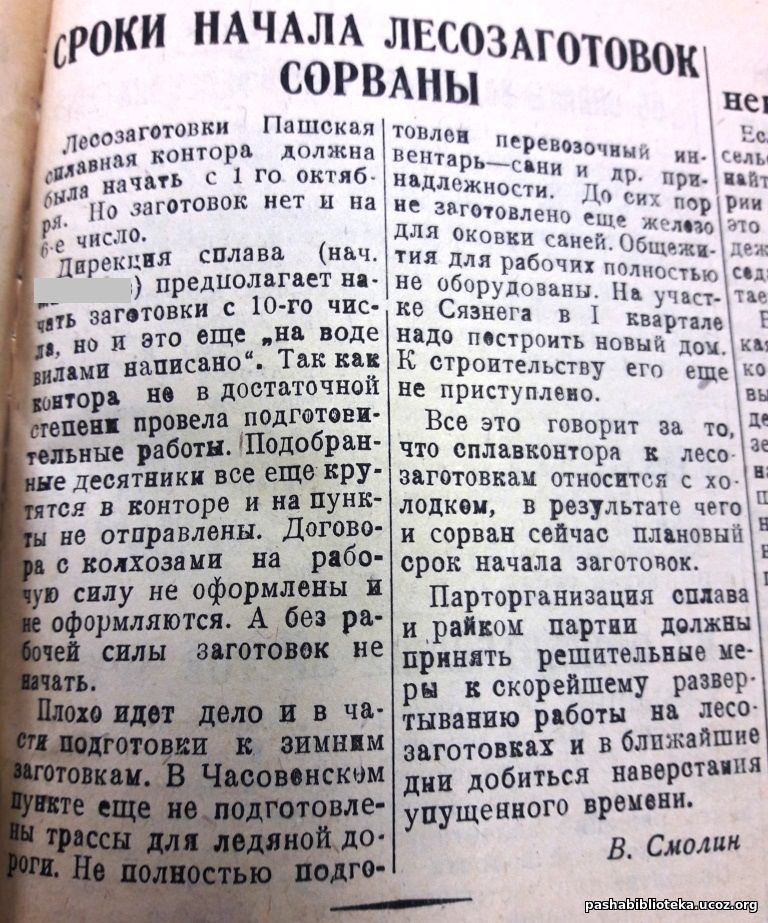 СРОКИ НАЧАЛА ЛЕСОЗАГОТОВОК
СОРВАНЫ
Лесозаготовки Пашская
сплавная контора должна
была начать с 1 го октяб-
ря. Но заготовок нет и на
6-е число.
Дирекция сплава (нач.
) предполагает на-
чать заготовки с 10-го чис-
ла, но и это еще „на воде
вилами написано“. Так как
контора не в достаточной
степени провела подготови-
тельные работы. Подобран-
ные десятники все еще кру-
тятся в конторе и на пунк-
ты не отправлены. Догово-
ра с колхозами на рабо-
чую силу не оформлены и
не оформляются. А без ра-
бочей силы заготовок не
начать.
Плохо идет дело и в ча-
сти подготовки к зимним
заготовкам. В Часовенском
пункте еще не подготовле-
ны трассы для ледяной до-
роги. Не полностью подго-
товлен перевозочный ин-
вентарь—сани и др. при-
надлежности. До сих пор
не заготовлено еще железо
для оковки саней. Общежи-
тия для рабочих полностью
не оборудованы. На участ-
ке Сязнега в I квартале
надо построить новый дом.
К строительству его еще
не приступлено.
Все это говорит за то,
что сплавконтора к лесо-
заготовкам относится с хо-
лодком, в результате чего
и сорван сейчас плановый
срок начала заготовок.
Парторганизация сплава
и райком партии должны
принять решительные ме-
ры к скорейшему развер-
тыванию работы на лесо-
заготовках и в ближайшие
дни добиться наверстания
упущенного времени.
В. Смолин
pashabiblioteka.ucoz.org